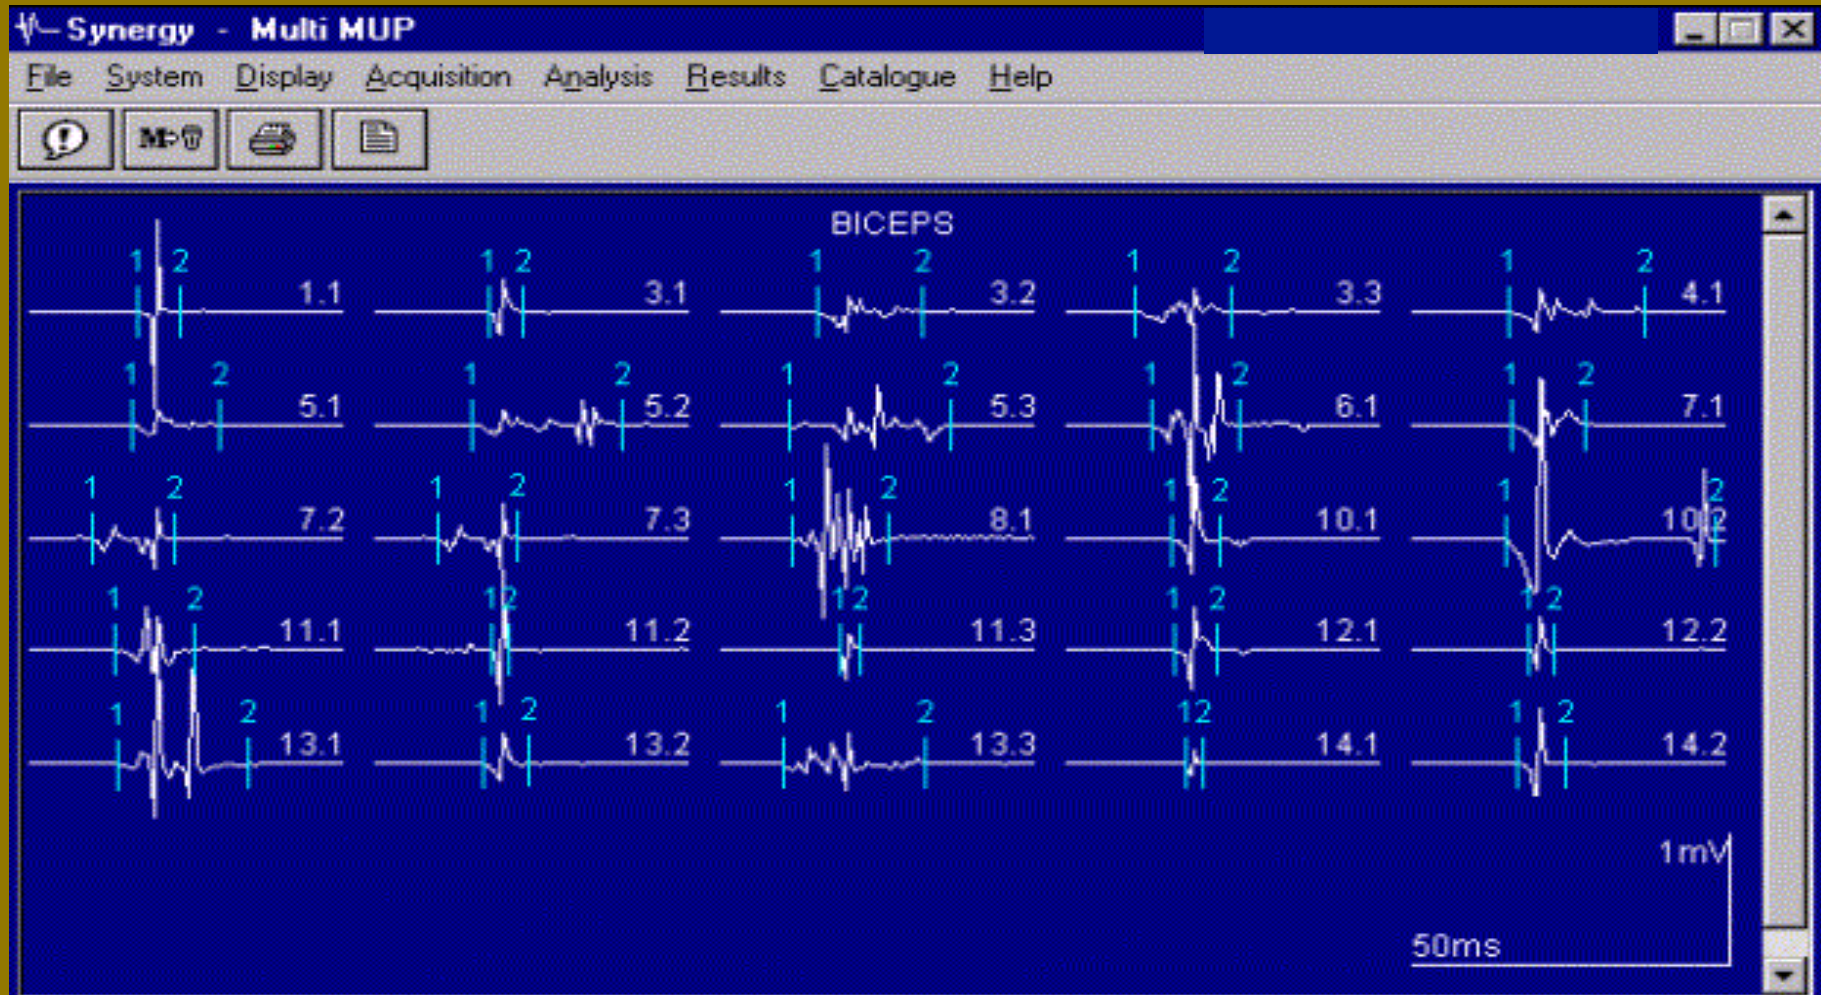 Synergy - Multi MUP
File System Display Acquisition Analysis Results Catalogue Help
M
BICEPS
1 2 1.1 1 2 3.1 1 2 3.2 1 2 3.3 1 2 4.1
1 2 5.1 1 2 5.2 1 2 5.3 1 2 6.1 1 2 7.1
1 2 7.2 1 2 7.3 1 2 8.1 1 2 10.1 1 2 10.2
1 2 11.1 1 2 11.2 1 2 11.3 1 2 12.1 1 2 12.2
1 2 13.1 1 2 13.2 1 2 13.3 1 2 14.1 1 2 14.2
1mV
50ms